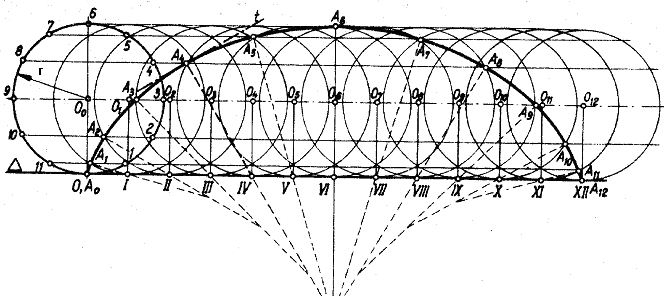 6
t
A₆
7
5
A₅
A₇
8
4
A₄
A₈
r
9
O₀
A₃
O₁
3
O₂
O₃
O₄
O₅
O₆
O₇
O₈
O₉
O₁₀
A₉
O₁₁
O₁₂
10
A₂
2
A₁₀
11
A₁
1
A₁₁
O, A₀
I
II
III
IV
V
VI
VII
VIII
IX
X
XI
XII
A₁₂